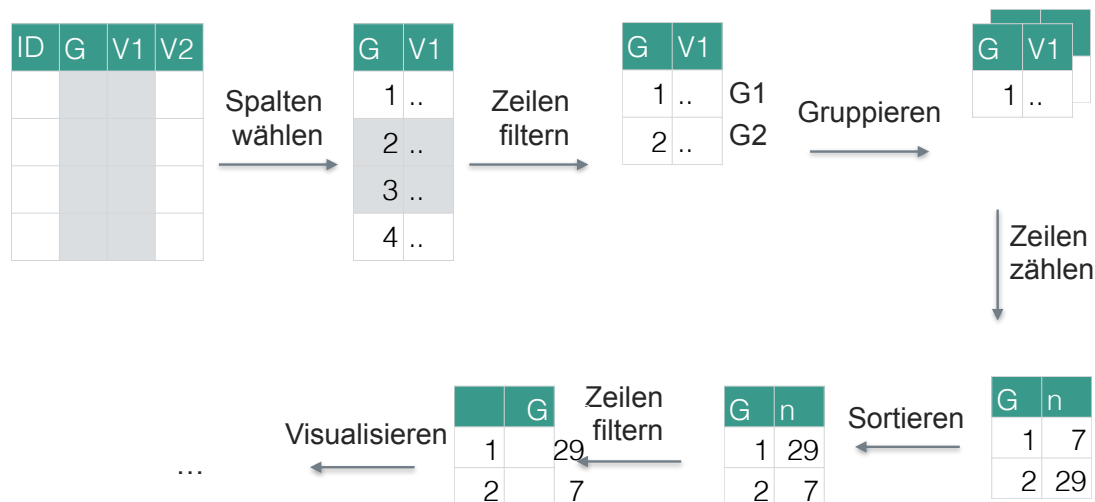 ID G V1 V2
Spalten
wählen
G V1
1 ..
2 ..
3 ..
4 ..
Zeilen
filtern
G V1
1 .. G1
2 .. G2
Gruppieren
G V1
1 ..
Zeilen
zählen
G n
1 7
2 29
Sortieren
G n
1 29
2 7
Zeilen
filtern
G
1 29
2 7
Visualisieren
...